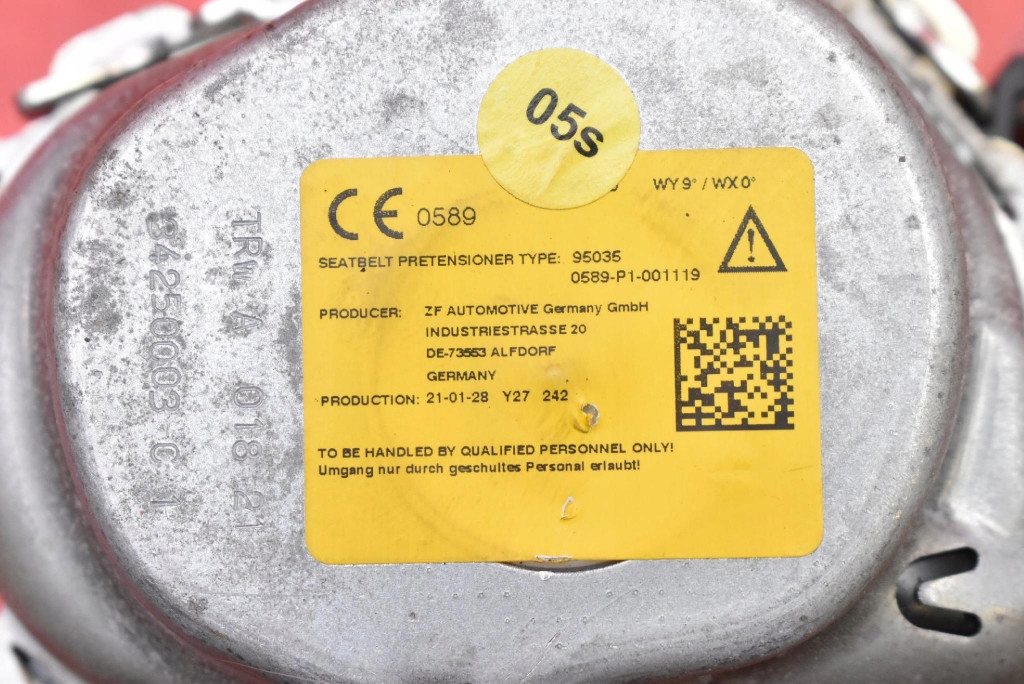 05s
WY 9° / WX 0°
CE 0589
SEATBELT PRETENSIONER TYPE: 95035
0589-P1-001119
PRODUCER: ZF AUTOMOTIVE Germany GmbH
INDUSTRIESTRASSE 20
DE-73553 ALFDORF
GERMANY
PRODUCTION: 21-01-28 Y27 242
TO BE HANDLED BY QUALIFIED PERSONNEL ONLY!
Umgang nur durch geschultes Personal erlaubt!
TRW 4 018 21
34250003 C 1